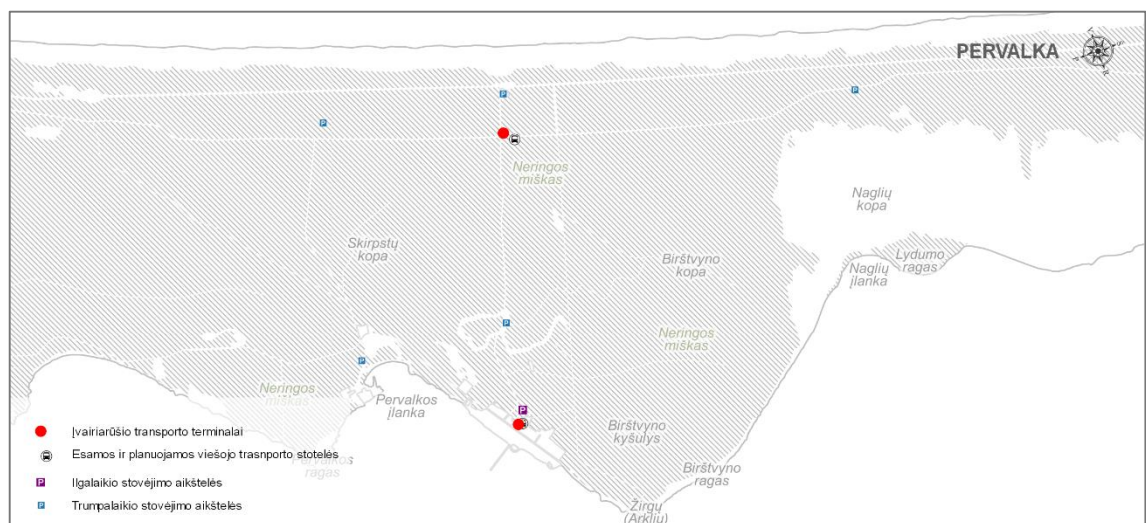 PERVALKA
P
P
P
Neringos
miškas
Naglių
kopa
Skirpstų
kopa
Birštvyno
kopa
Lydumo
ragas
Naglių
įlanka
P
Neringos
miškas
P
Neringos
miškas
Pervalkos
įlanka
P
Birštvyno
kyšulys
Birštvyno
ragas
Pervalkos
ragas
Žirgų
(Arklių)
Įvairiarūšio transporto terminalai
Esamos ir planuojamos viešojo trasnporto stotelės
P Ilgalaikio stovėjimo aikštelės
P Trumpalaikio stovėjimo aikštelės